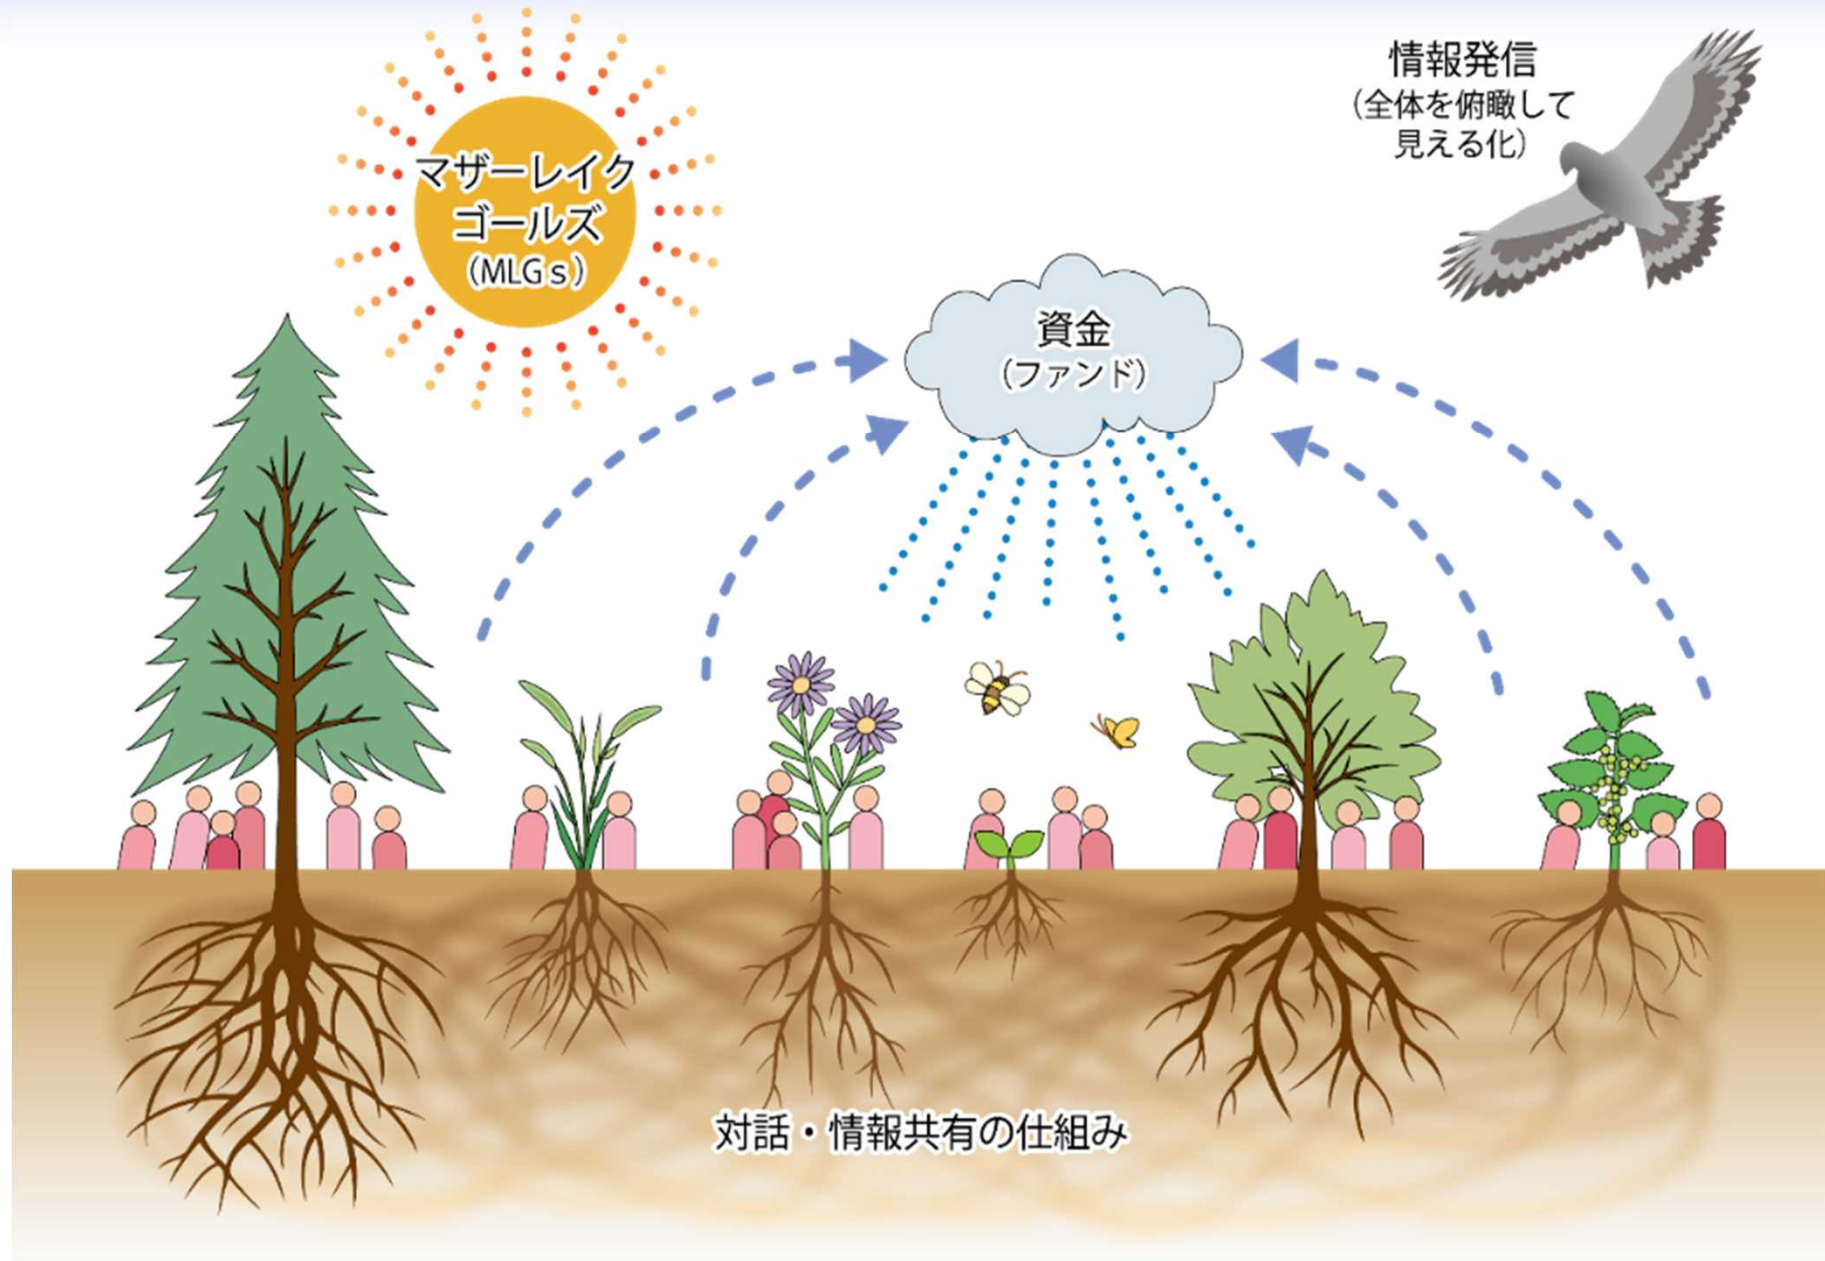 マザーレイク
ゴールズ
（MLGｓ）
情報発信
（全体を俯瞰して
見える化）
資金
（ファンド）
対話・情報共有の仕組み